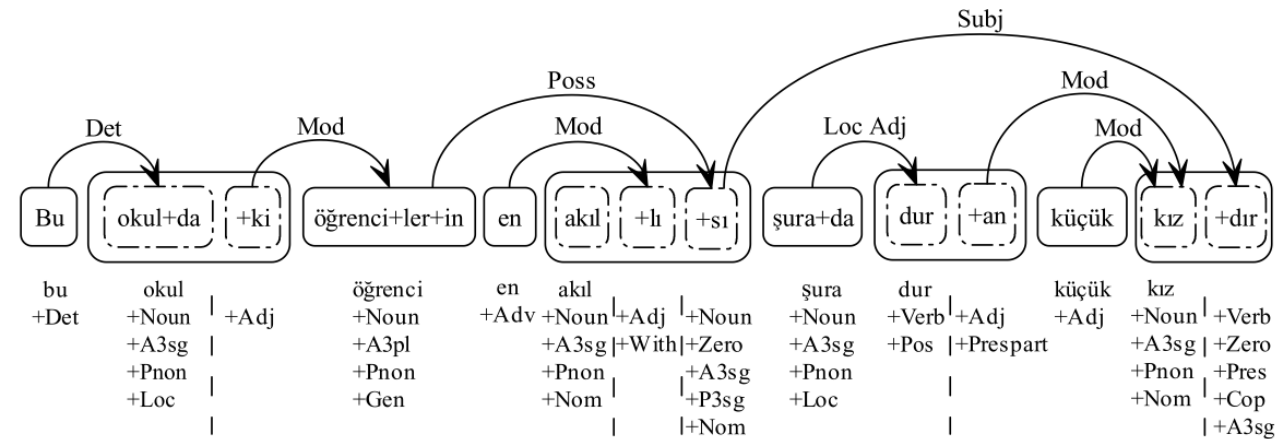 Subj
Poss Mod
Det Mod Mod Loc Adj Mod
Bu okul+da +ki öğrenci+ler+in en akıl +lı +sı şura+da dur +an küçük kız +dır
bu okul öğrenci en akıl şura dur küçük kız
+Det +Noun +Adj +Noun +Adv +Noun +Adj +Noun +Noun +Verb +Adj +Adj +Noun +Verb
+A3sg +A3pl +A3sg +With +Zero +A3sg +Pos +Prespart +A3sg +Zero
+Pnon +Pnon +Pnon +A3sg +Pnon +Pnon +Pres
+Loc +Gen +Nom +P3sg +Loc +Nom +Cop
+Nom +A3sg